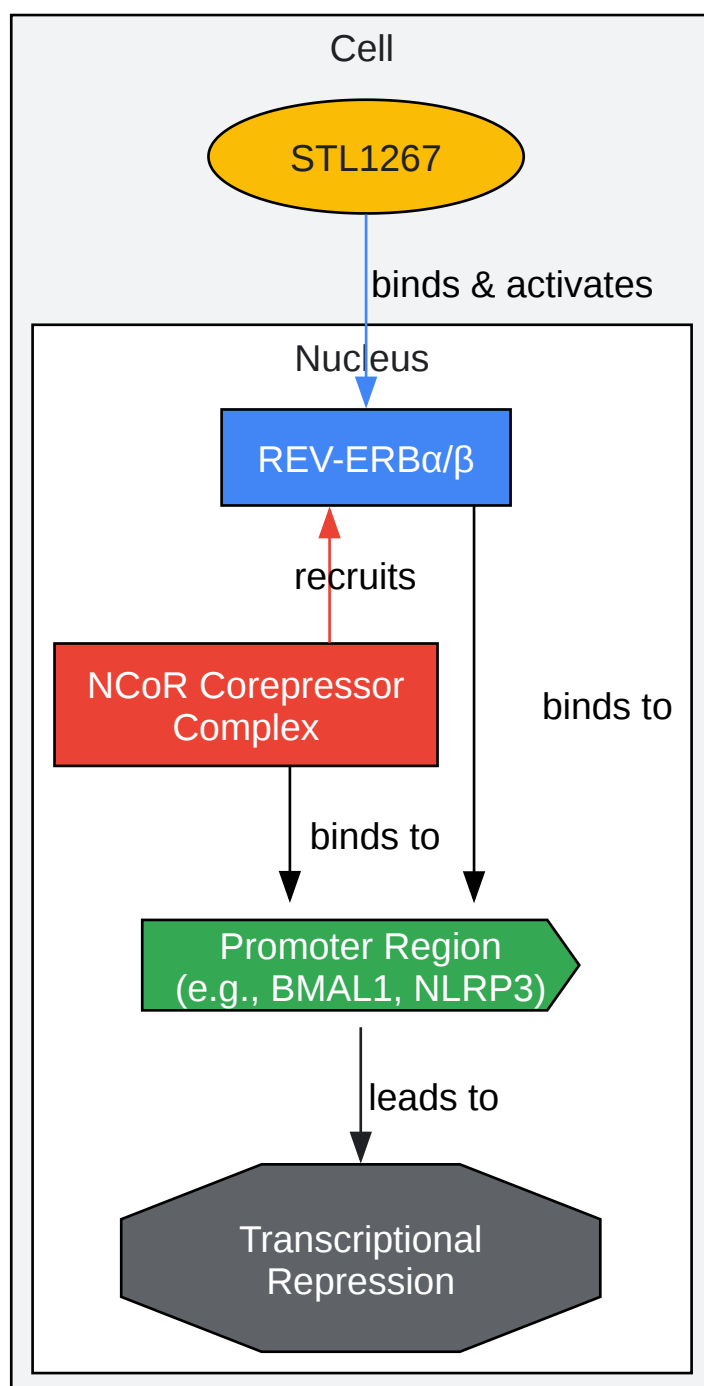 Cell
STL1267
binds & activates
Nucleus
REV-ERBα/β
recruits
NCoR Corepressor
Complex
binds to
binds to
Promoter Region
(e.g., BMAL1, NLRP3)
leads to
Transcriptional
Repression